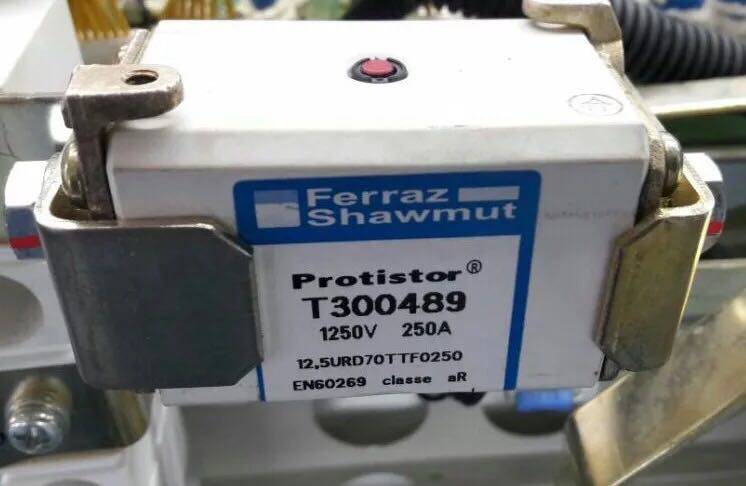 Ferraz
Shawmut
Protistor®
T300489
1250V 250A
12,5URD70TTF0250
EN60269 classe aR